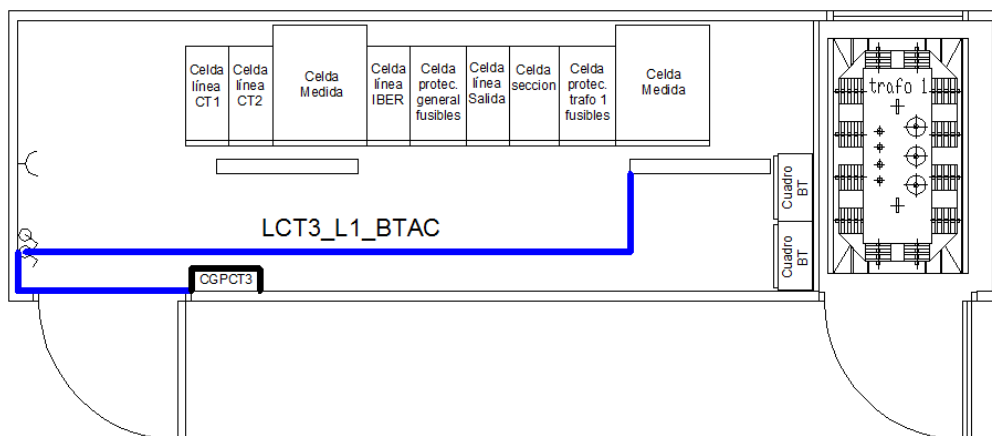 Celda
línea
CT1
Celda
línea
CT2
Celda
Medida
Celda
línea
IBER
Celda
protec.
general
fusibles
Celda
línea
Salida
Celda
seccion
Celda
protec.
trafo 1
fusibles
Celda
Medida
trafo 1
Cuadro
BT
LCT3_L1_BTAC
Cuadro
BT
CGPCT3